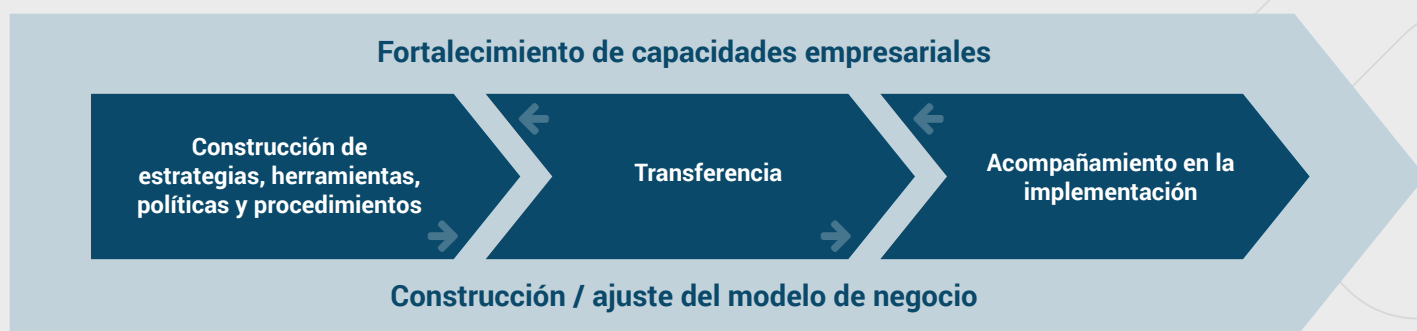 Fortalecimiento de capacidades empresariales
Construcción de
estrategias, herramientas,
políticas y procedimientos
Transferencia
Acompañamiento en la
implementación
Construcción / ajuste del modelo de negocio